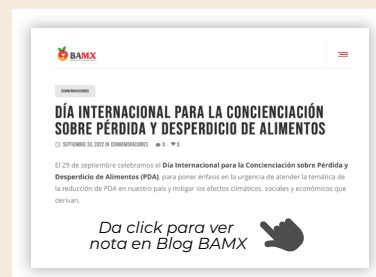 BAMX
CONMEMORACIONES
DÍA INTERNACIONAL PARA LA CONCIENCIACIÓN
SOBRE PÉRDIDA Y DESPERDICIO DE ALIMENTOS
SEPTIEMBRE 30, 2022 IN CONMEMORACIONES 0 0
El 29 de septiembre celebramos el Día Internacional para la Concienciación sobre Pérdida y
Desperdicio de Alimentos (PDA), para poner énfasis en la urgencia de atender la temática de
la reducción de PDA en nuestro país y mitigar los efectos climáticos, sociales y económicos que
derivan.
Da click para ver
nota en Blog BAMX